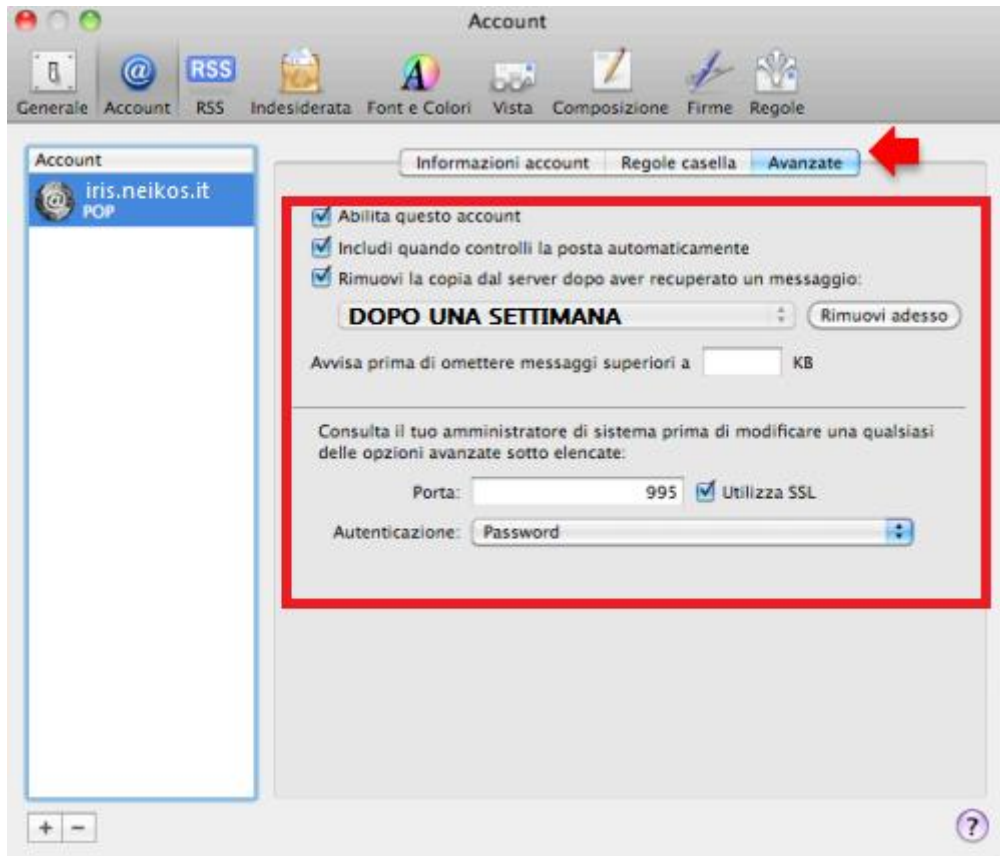 Account
RSS
Generale Account RSS Indesiderata Font e Colori Vista Composizione Firme Regole
Account
iris.neikos.it
POP
Informazioni account Regole casella Avanzate
Abilita questo account
Includi quando controlli la posta automaticamente
Rimuovi la copia dal server dopo aver recuperato un messaggio:
DOPO UNA SETTIMANA Rimuovi adesso
Avvisa prima di omettere messaggi superiori a KB
Consulta il tuo amministratore di sistema prima di modificare una qualsiasi
delle opzioni avanzate sotto elencate:
Porta: 995 Utilizza SSL
Autenticazione: Password
+ - ?